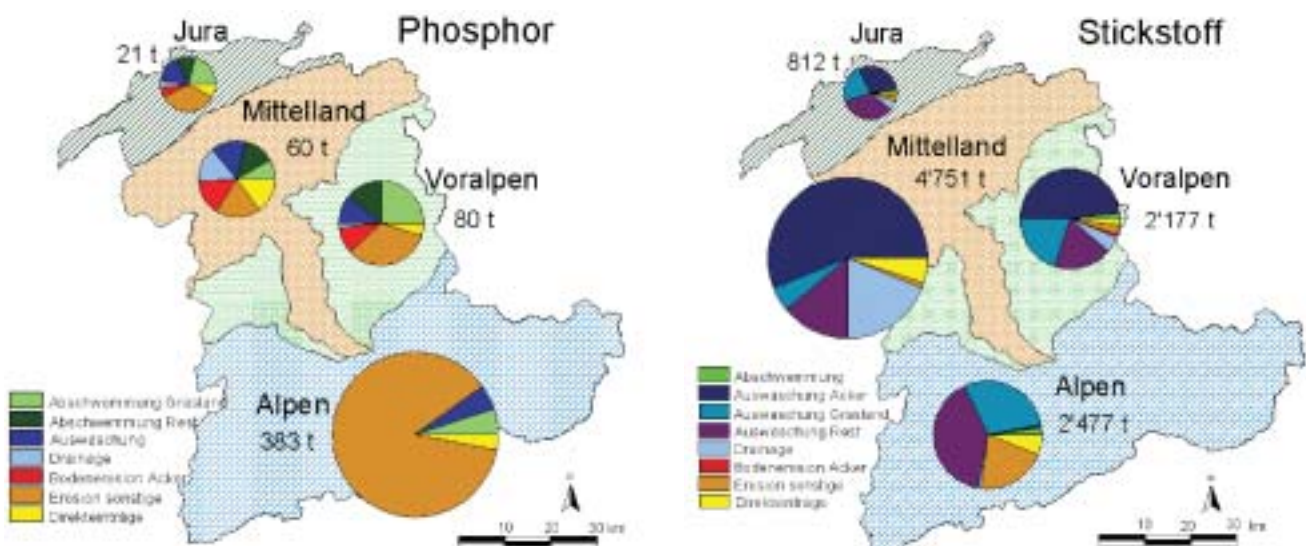 Jura
Phosphor
21 t
Mittelland
60 t
Voralpen
80 t
Alpen
383 t
Abschwemmung Grasland
Abschwemmung Rest
Auswaschung
Drainage
Bodenerosion Acker
Erosion sonstige
Direkteinträge
10 20 30 km
Jura
Stickstoff
812 t
Mittelland
4'751 t
Voralpen
2'177 t
Alpen
2'477 t
Abschwemmung
Auswaschung Acker
Auswaschung Grasland
Auswaschung Rest
Drainage
Bodenerosion Acker
Erosion sonstige
Direkteinträge
10 20 30 km